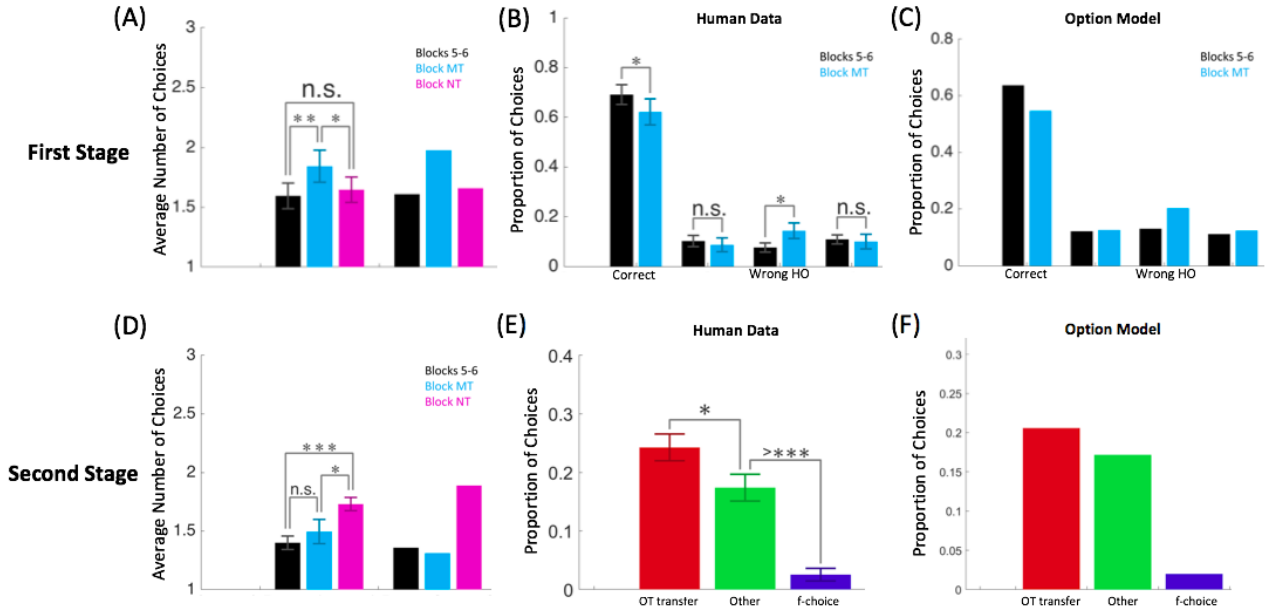 First Stage
(A)
Average Number of Choices
3
2.5
2
1.5
1
Blocks 5-6
Block MT
Block NT
n.s.
** *
(B)
Human Data
Proportion of Choices
1
0.8
0.6
0.4
0.2
0
Blocks 5-6
Block MT
*
n.s.
*
n.s.
Correct Wrong HO
(C)
Option Model
Proportion of Choices
0.8
0.6
0.4
0.2
0
Blocks 5-6
Block MT
Correct Wrong HO
Second Stage
(D)
Average Number of Choices
3
2.5
2
1.5
1
Blocks 5-6
Block MT
Block NT
***
n.s. *
(E)
Human Data
Proportion of Choices
0.4
0.3
0.2
0.1
0
*
>***
OT transfer Other f-choice
(F)
Option Model
Proportion of Choices
0.3
0.25
0.2
0.15
0.1
0.05
0
OT transfer Other f-choice